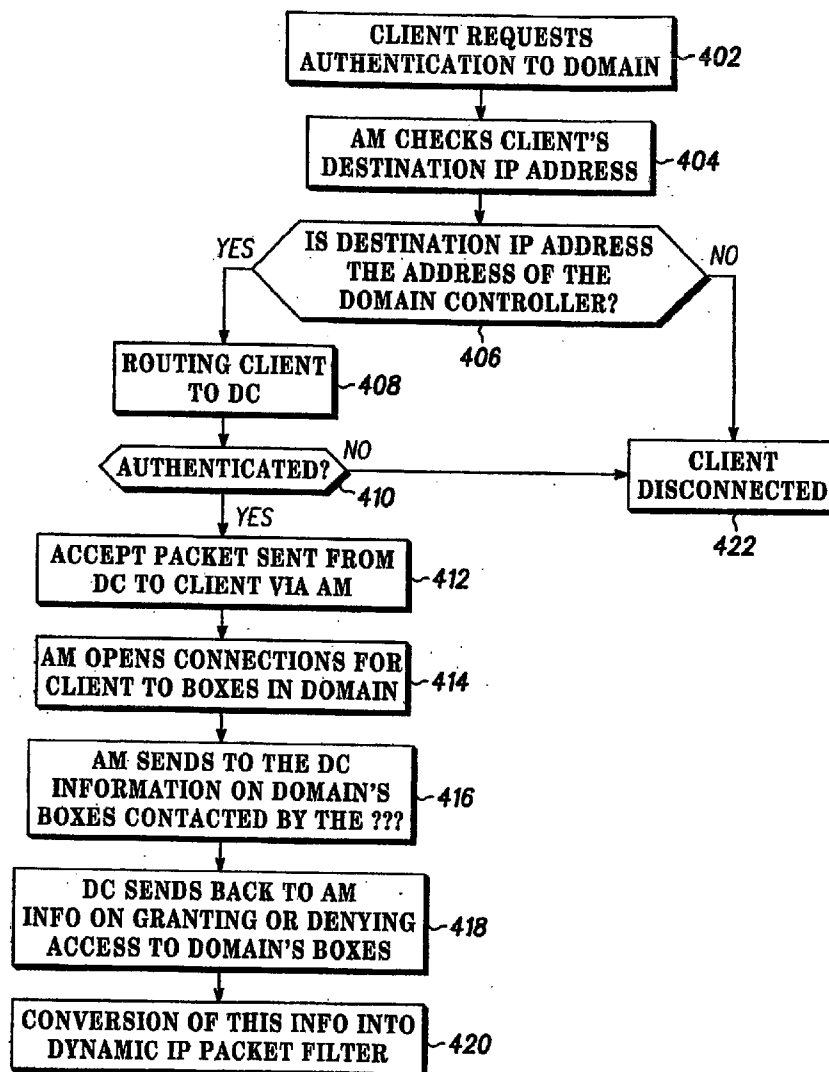 CLIENT REQUESTS
AUTHENTICATION TO DOMAIN
402
AM CHECKS CLIENT'S
DESTINATION IP ADDRESS
404
IS DESTINATION IP ADDRESS
THE ADDRESS OF THE
DOMAIN CONTROLLER?
YES
NO
406
ROUTING CLIENT
TO DC
408
AUTHENTICATED?
NO
410
YES
CLIENT
DISCONNECTED
422
ACCEPT PACKET SENT FROM
DC TO CLIENT VIA AM
412
AM OPENS CONNECTIONS FOR
CLIENT TO BOXES IN DOMAIN
414
AM SENDS TO THE DC
INFORMATION ON DOMAIN'S
BOXES CONTACTED BY THE ???
416
DC SENDS BACK TO AM
INFO ON GRANTING OR DENYING
ACCESS TO DOMAIN'S BOXES
418
CONVERSION OF THIS INFO INTO
DYNAMIC IP PACKET FILTER
420